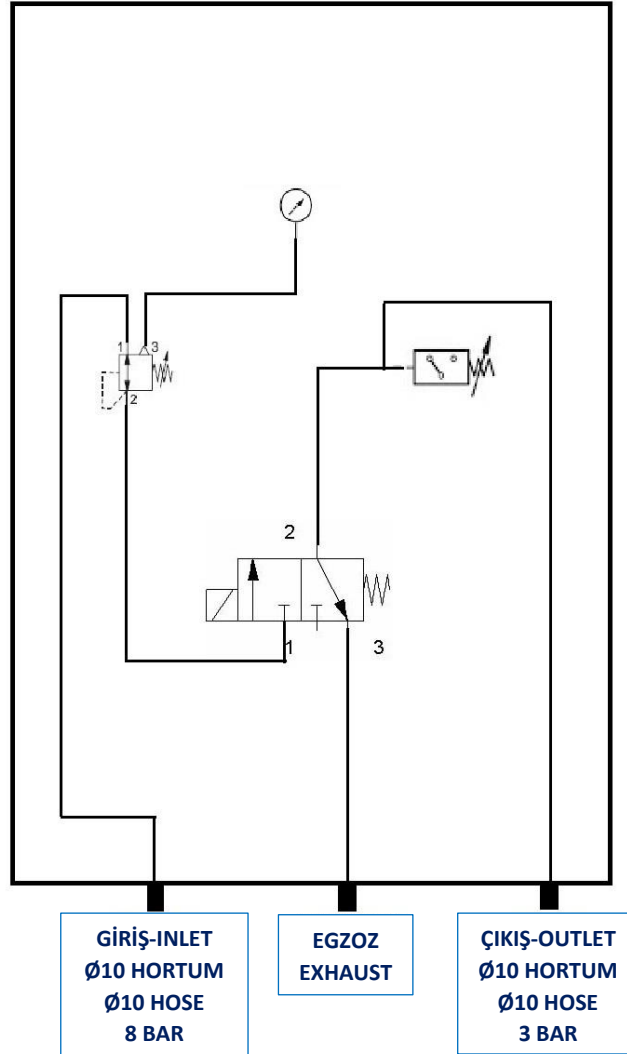 1 3
2
2
1 3
GİRİŞ-INLET
Ø10 HORTUM
Ø10 HOSE
8 BAR
EGZOZ
EXHAUST
ÇIKIŞ-OUTLET
Ø10 HORTUM
Ø10 HOSE
3 BAR